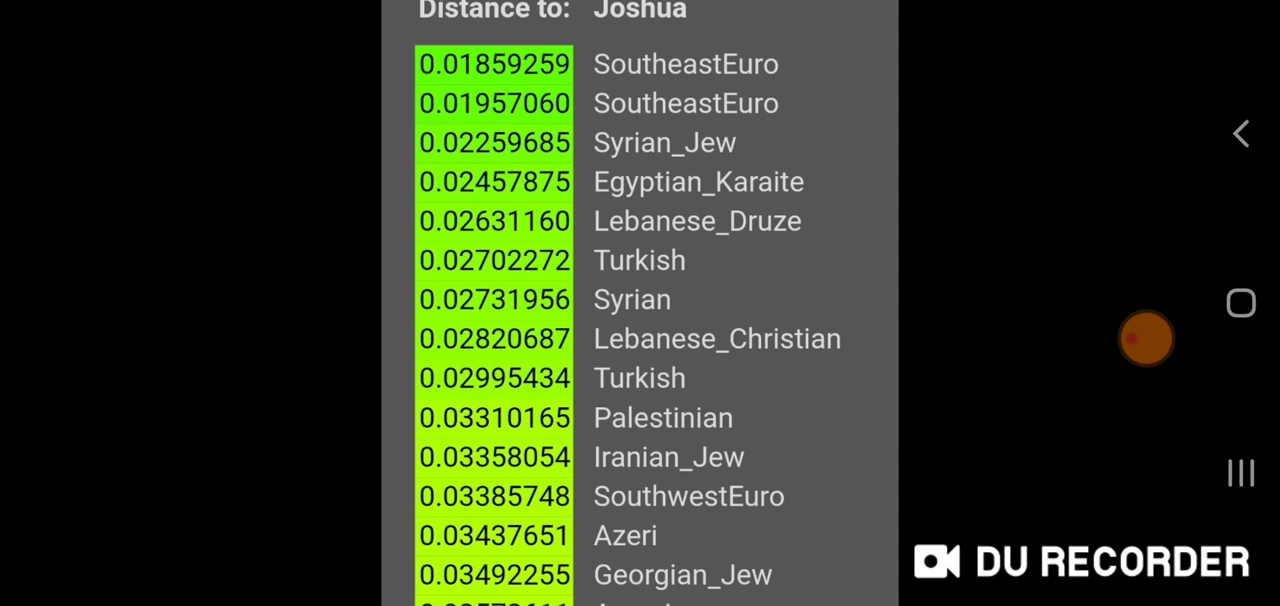 Distance to: Joshua
0.01859259 SoutheastEuro
0.01957060 SoutheastEuro
0.02259685 Syrian_Jew
0.02457875 Egyptian_Karaite
0.02631160 Lebanese_Druze
0.02702272 Turkish
0.02731956 Syrian
0.02820687 Lebanese_Christian
0.02995434 Turkish
0.03310165 Palestinian
0.03358054 Iranian_Jew
0.03385748 SouthwestEuro
0.03437651 Azeri
0.03492255 Georgian_Jew
DU RECORDER